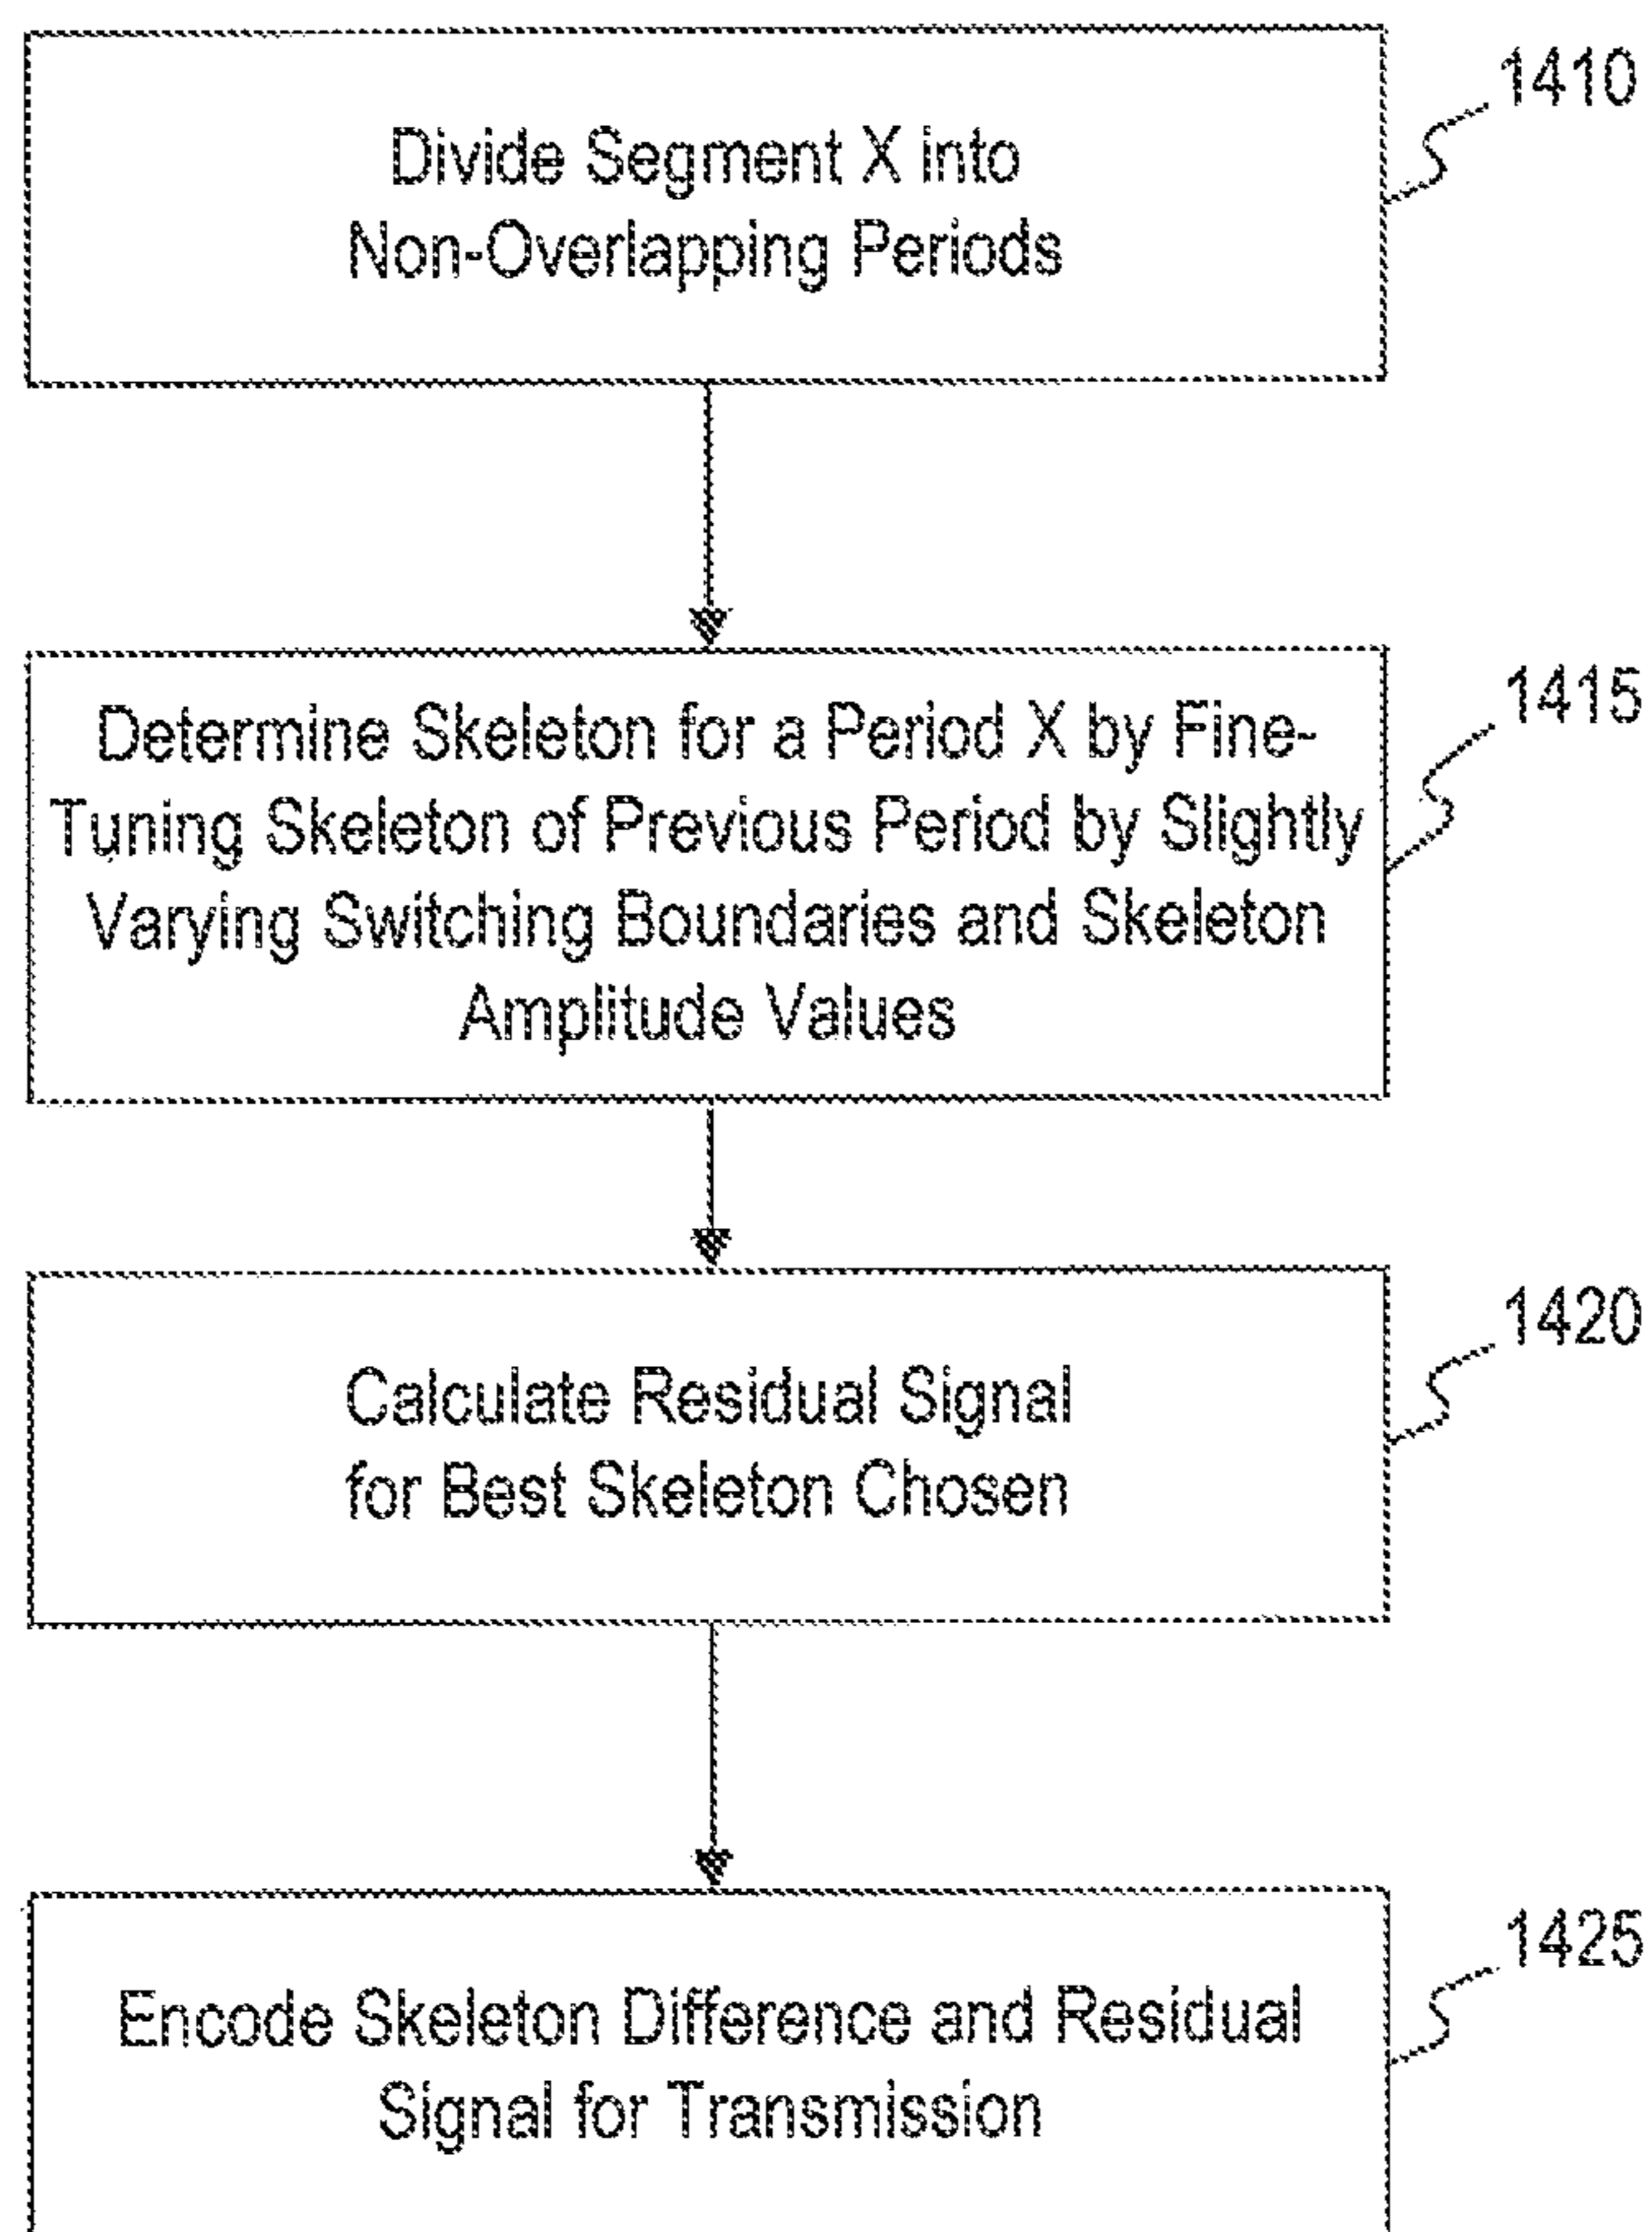 1410
Divide Segment X into
Non-Overlapping Periods
1415
Determine Skeleton for a Period X by Fine-
Tuning Skeleton of Previous Period by Slightly
Varying Switching Boundaries and Skeleton
Amplitude Values
1420
Calculate Residual Signal
for Best Skeleton Chosen
1425
Encode Skeleton Difference and Residual
Signal for Transmission